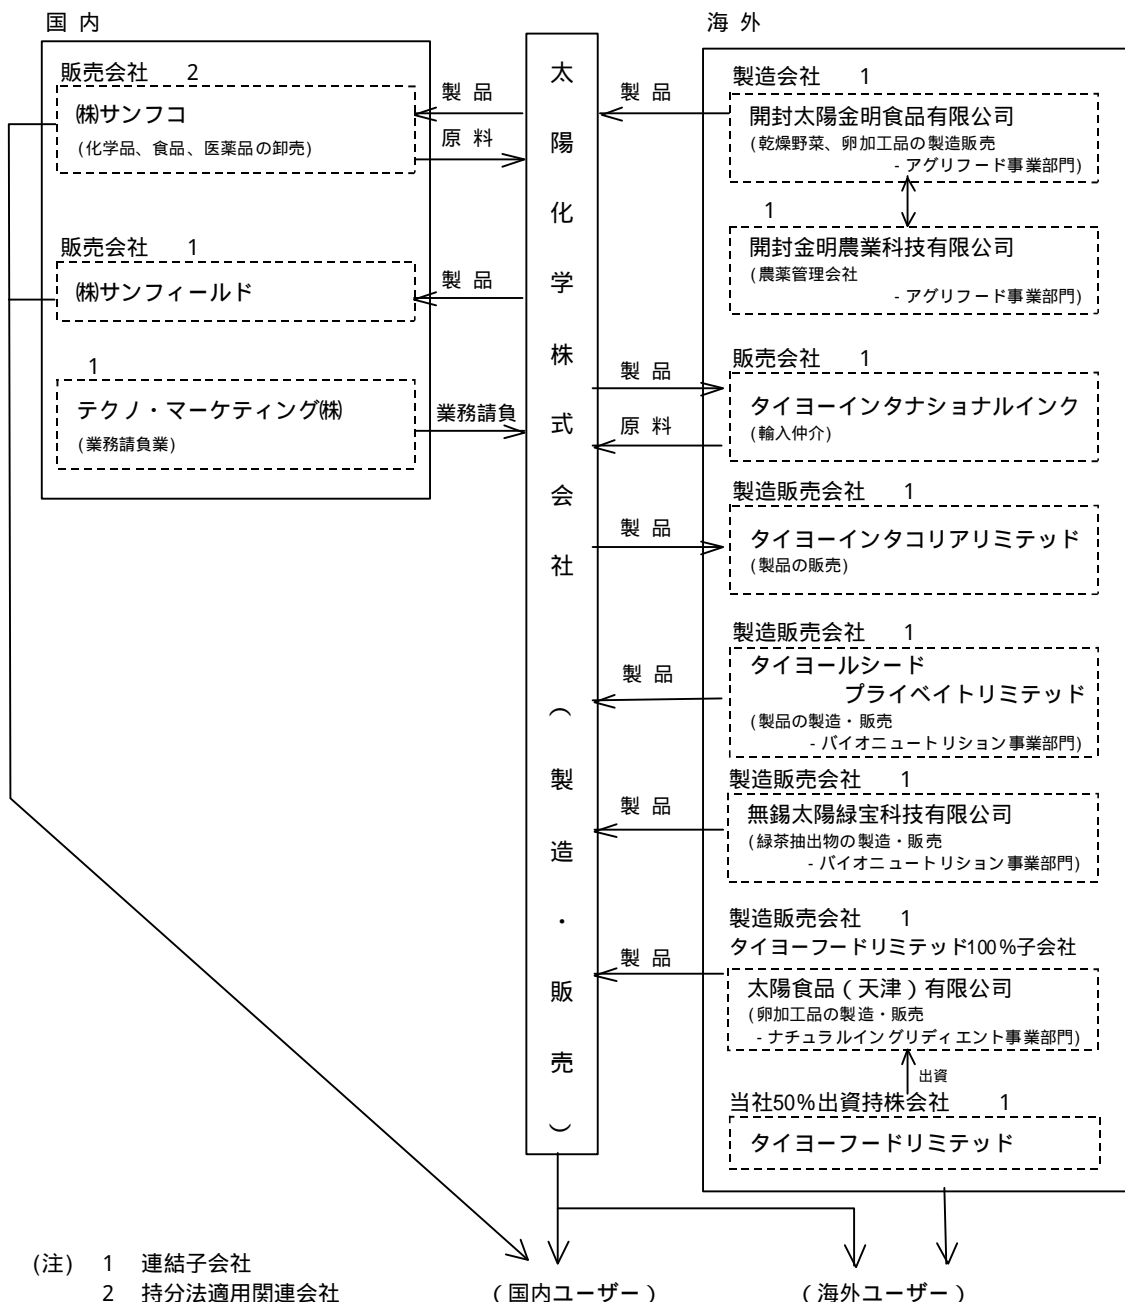 国 内
販売会社 2
㈱サンフコ
(化学品、食品、医薬品の卸売)
製 品
原 料
販売会社 1
㈱サンフィールド
製 品
1
テクノ・マーケティング㈱
(業務請負業)
業務請負
太陽化学株式会社(製造・販売)
海 外
製造会社 1
開封太陽金明食品有限公司
(乾燥野菜、卵加工品の製造販売
- アグリフード事業部門)
製 品
1
開封金明農業科技有限公司
(農薬管理会社
- アグリフード事業部門)
販売会社 1
タイヨーインタナショナルインク
(輸入仲介)
製 品
原 料
製造販売会社 1
タイヨーインタコリアリミテッド
(製品の販売)
製 品
製造販売会社 1
タイヨールシード
プライベイトリミテッド
(製品の製造・販売
- バイオニュートリション事業部門)
製 品
製造販売会社 1
無錫太陽緑宝科技有限公司
(緑茶抽出物の製造・販売
- バイオニュートリション事業部門)
製 品
製造販売会社 1
タイヨーフードリミテッド100%子会社
太陽食品(天津)有限公司
(卵加工品の製造・販売
- ナチュラルイングリディエント事業部門)
製 品
出資
当社50%出資持株会社 1
タイヨーフードリミテッド
(注) 1 連結子会社
2 持分法適用関連会社
(国内ユーザー)
(海外ユーザー)